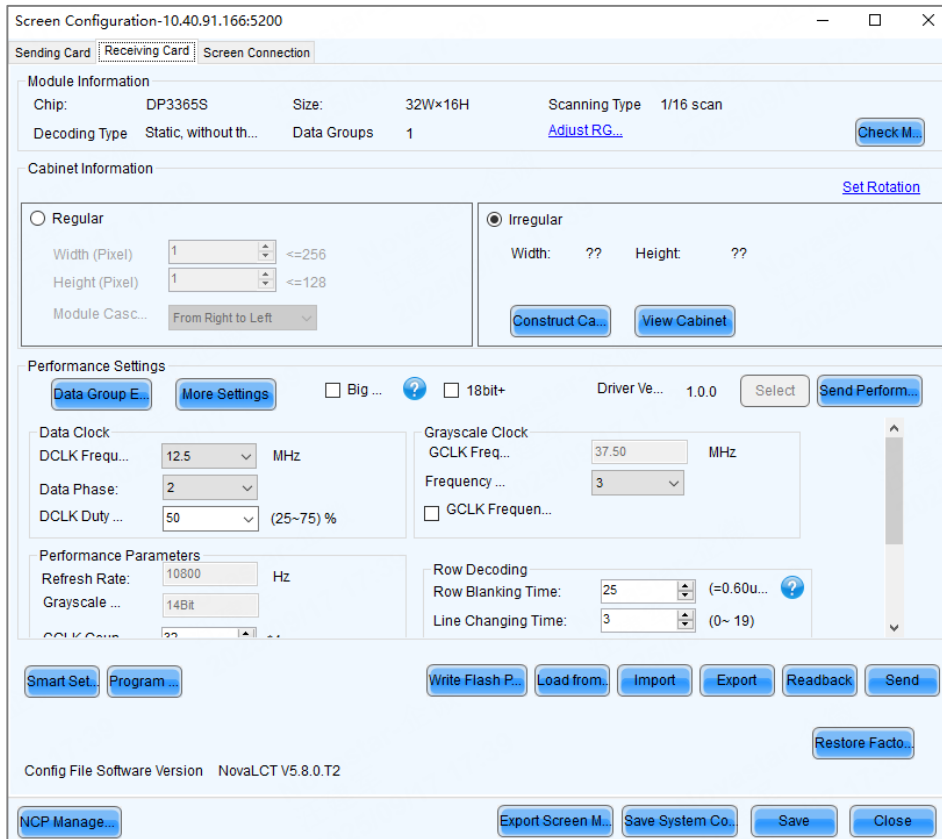 Screen Configuration-10.40.91.166:5200
Sending Card Receiving Card Screen Connection
Module Information
Chip: DP3365S Size: 32W×16H Scanning Type 1/16 scan
Decoding Type Static, without th... Data Groups 1 Adjust RG... Check M...
Cabinet Information
Set Rotation
Regular Irregular
Width (Pixel) 1 <=256 Width: ?? Height: ??
Height (Pixel) 1 <=128
Module Casc... From Right to Left Construct Ca... View Cabinet
Performance Settings
Data Group E... More Settings Big ... ? 18bit+ Driver Ve... 1.0.0 Select Send Perform...
Data Clock Grayscale Clock
DCLK Frequ... 12.5 MHz GCLK Freq... 37.50 MHz
Data Phase: 2 Frequency ... 3
DCLK Duty ... 50 (25~75) % GCLK Frequen...
Performance Parameters
Refresh Rate: 10800 Hz Row Decoding
Grayscale ... 14Bit Row Blanking Time: 25 (=0.60u... ?
GCLK Coun 32 Line Changing Time: 3 (0~ 19)
Smart Set... Program ... Write Flash P... Load from.. Import Export Readback Send
Restore Facto...
Config File Software Version NovaLCT V5.8.0.T2
NCP Manage... Export Screen M... Save System Co... Save Close